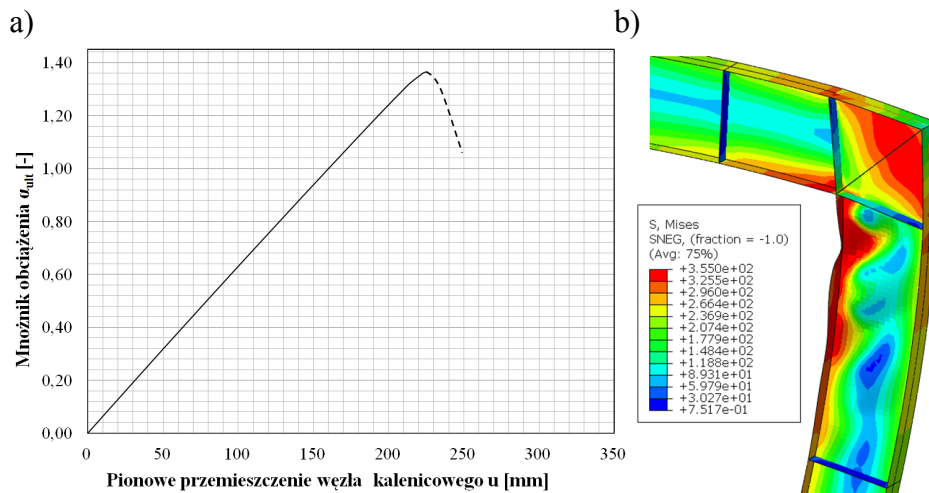 a)
b)
Mnożnik obciążenia αult [-]
1,40
1,20
1,00
0,80
0,60
0,40
0,20
0,00
0 50 100 150 200 250 300 350
Pionowe przemieszczenie węzła kalenicowego u [mm]
S, Mises
SNEG, (fraction = -1.0)
(Avg: 75%)
+3.550e+02
+3.255e+02
+2.960e+02
+2.664e+02
+2.369e+02
+2.074e+02
+1.779e+02
+1.484e+02
+1.188e+02
+8.931e+01
+5.979e+01
+3.027e+01
+7.517e-01